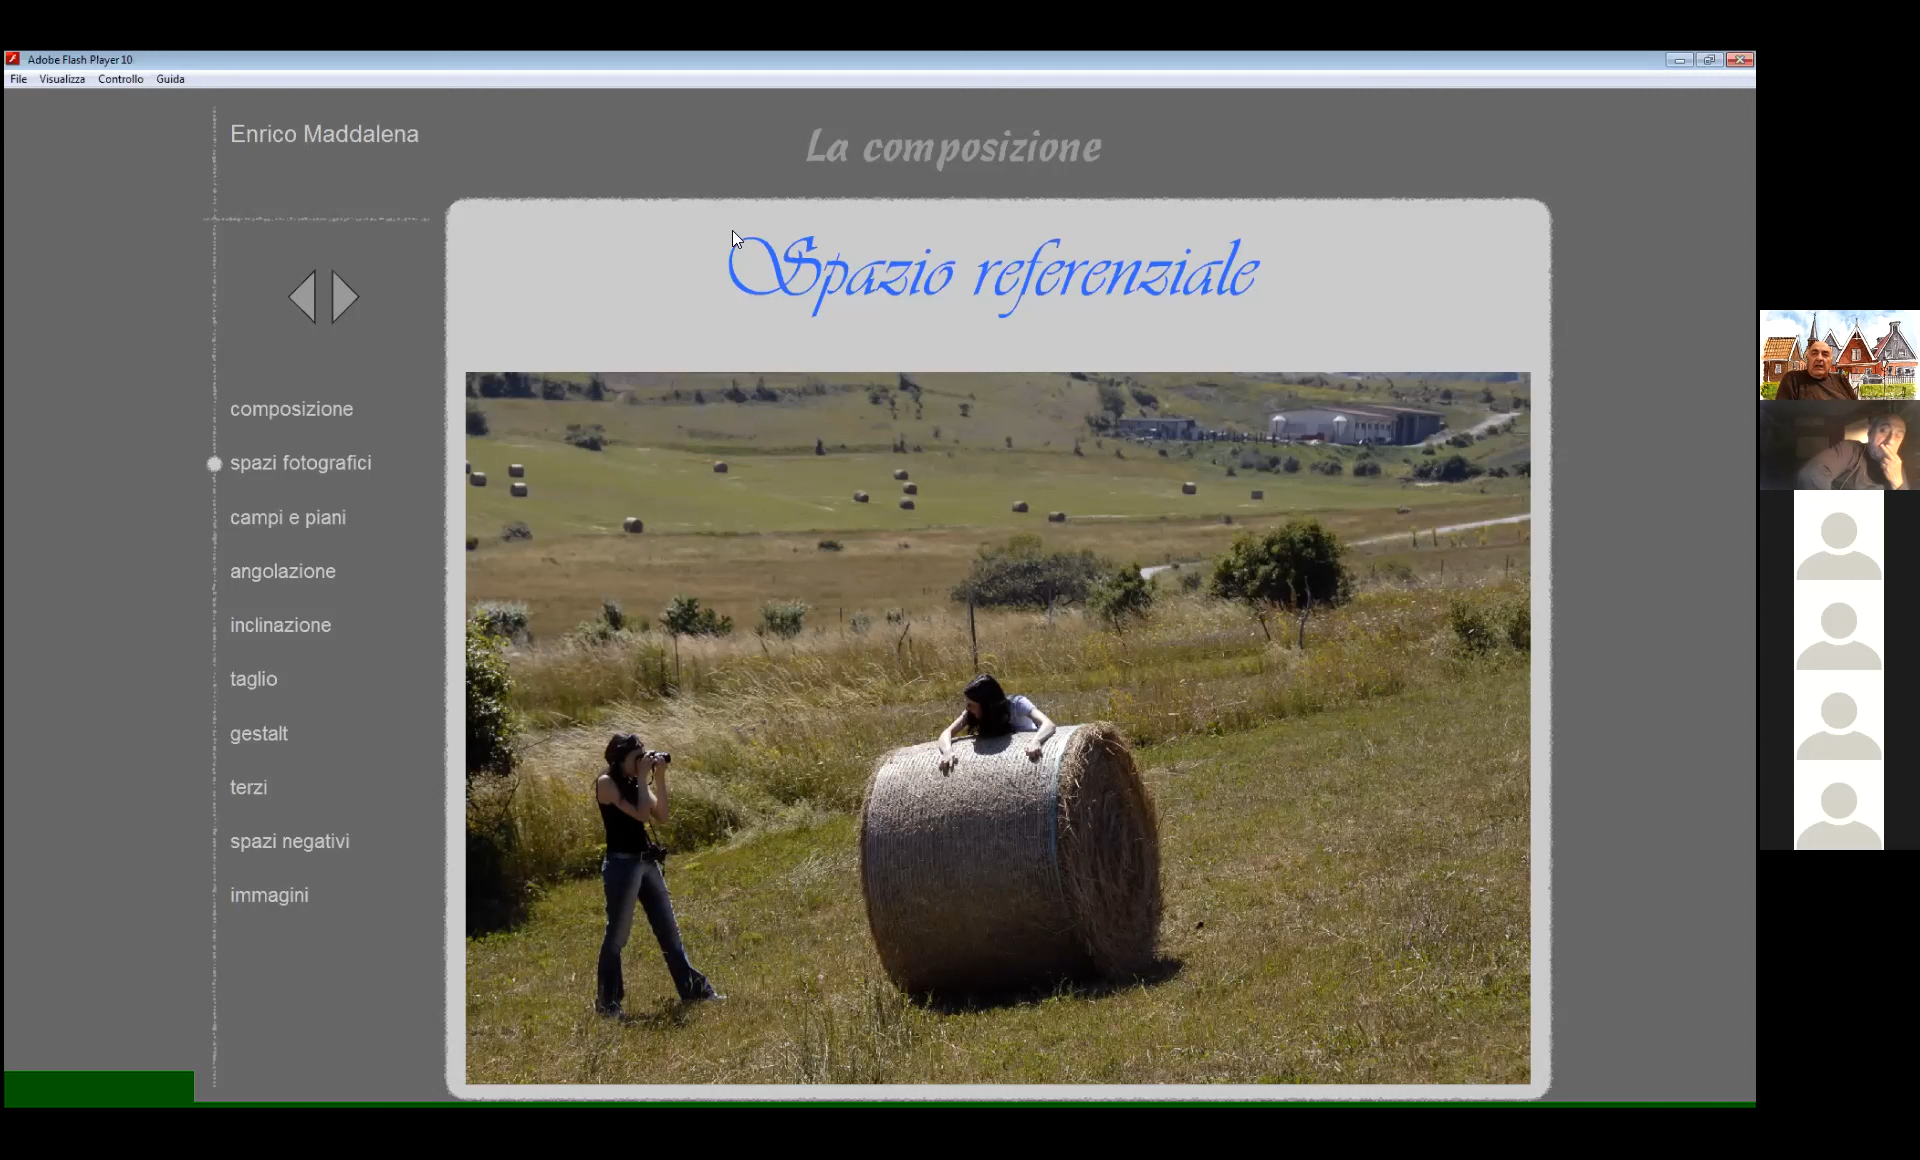 Adobe Flash Player 10
File Visualizza Controllo Guida
Enrico Maddalena
La composizione
Spazio referenziale
composizione
spazi fotografici
campi e piani
angolazione
inclinazione
taglio
gestalt
terzi
spazi negativi
immagini